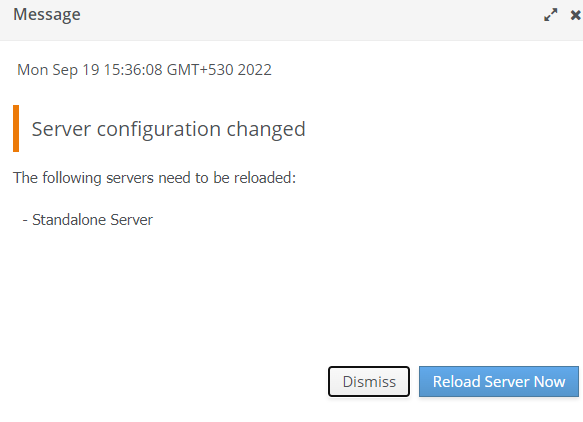 Message
Mon Sep 19 15:36:08 GMT+530 2022
Server configuration changed
The following servers need to be reloaded:
- Standalone Server
Dismiss
Reload Server Now